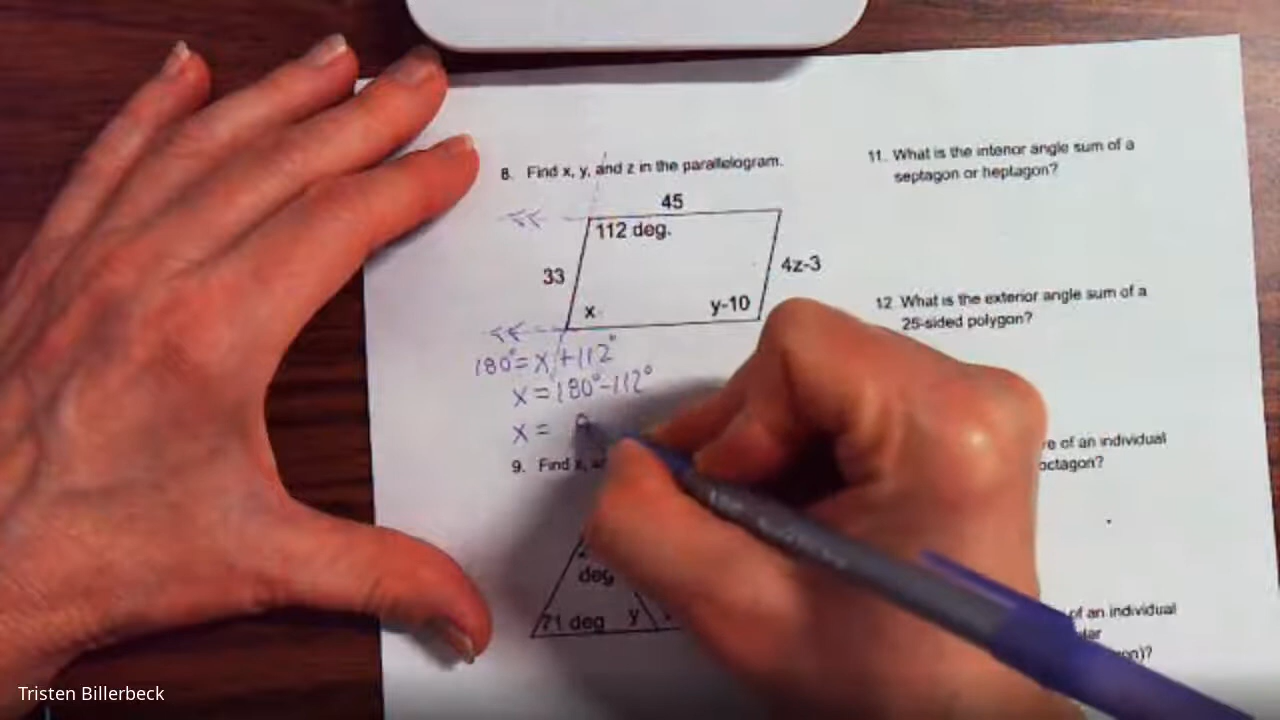 8. Find x, y, and z in the parallelogram.
45
112 deg.
33
4z-3
x
y-10
180°=x+112°
x=180°-112°
x=
9. Find x,
deg
71 deg y
11. What is the interior angle sum of a
septagon or heptagon?
12. What is the exterior angle sum of a
25-sided polygon?
of an individual
octagon?
of an individual
Tristen Billerbeck